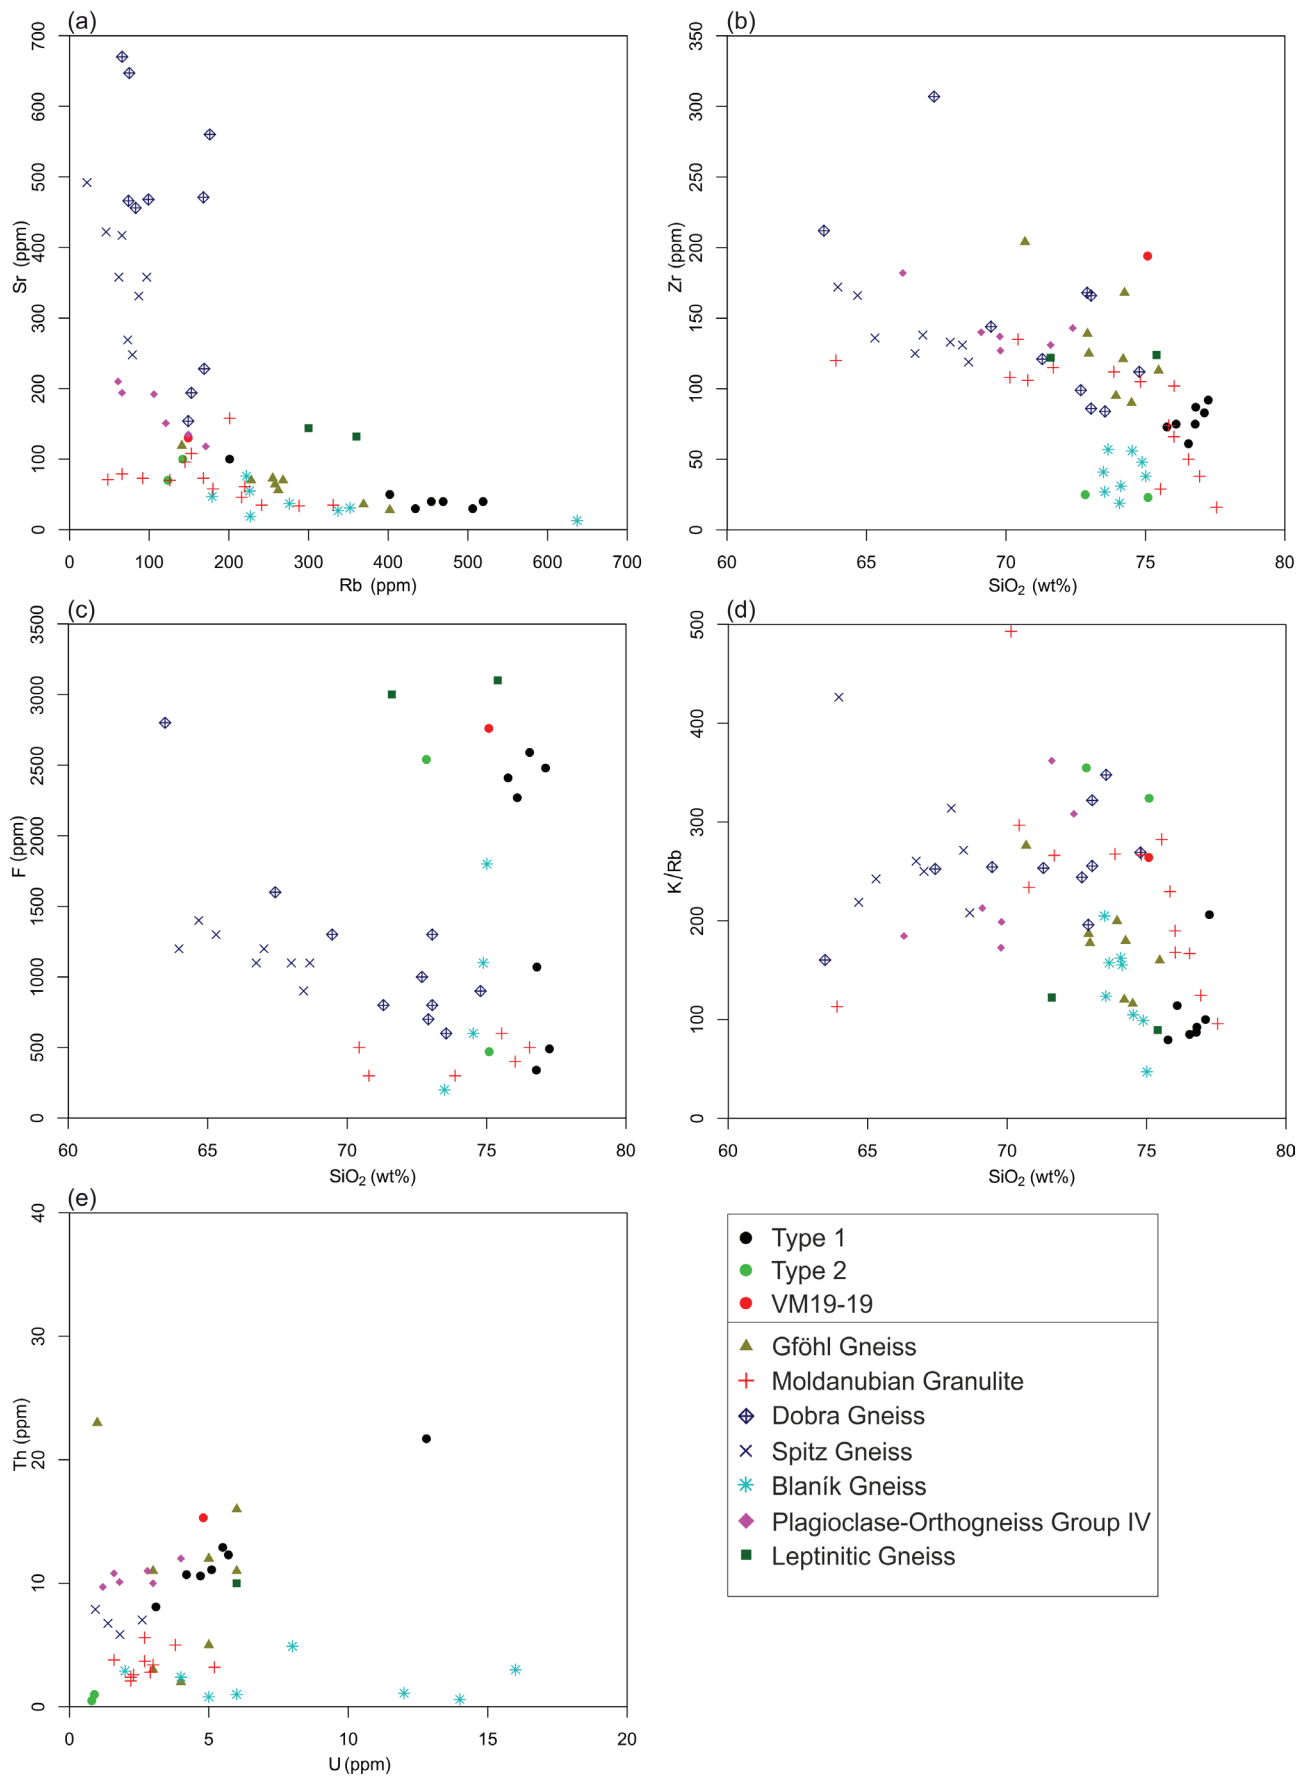 (a)
700
600
500
400
300
200
100
0
Sr (ppm)
0 100 200 300 400 500 600 700
Rb (ppm)
(b)
350
300
250
200
150
100
50
0
Zr (ppm)
60 65 70 75 80
SiO₂ (wt%)
(c)
3500
3000
2500
2000
1500
1000
500
0
F (ppm)
60 65 70 75 80
SiO₂ (wt%)
(d)
500
400
300
200
100
0
K/Rb
60 65 70 75 80
SiO₂ (wt%)
(e)
40
30
20
10
0
Th (ppm)
0 5 10 15 20
U (ppm)
Type 1
Type 2
VM19-19
Gföhl Gneiss
Moldanubian Granulite
Dobra Gneiss
Spitz Gneiss
Blaník Gneiss
Plagioclase-Orthogneiss Group IV
Leptinitic Gneiss